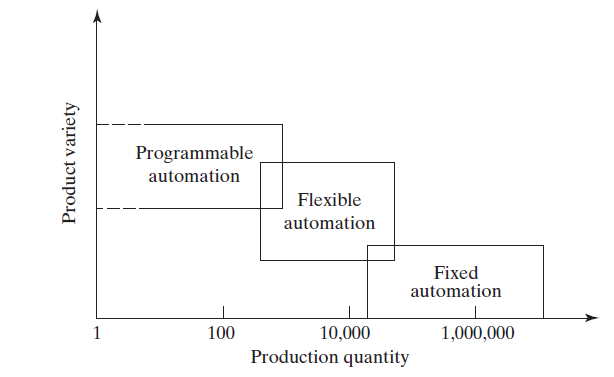 Product variety
Programmable
automation
Flexible
automation
Fixed
automation
1
100
10,000
1,000,000
Production quantity